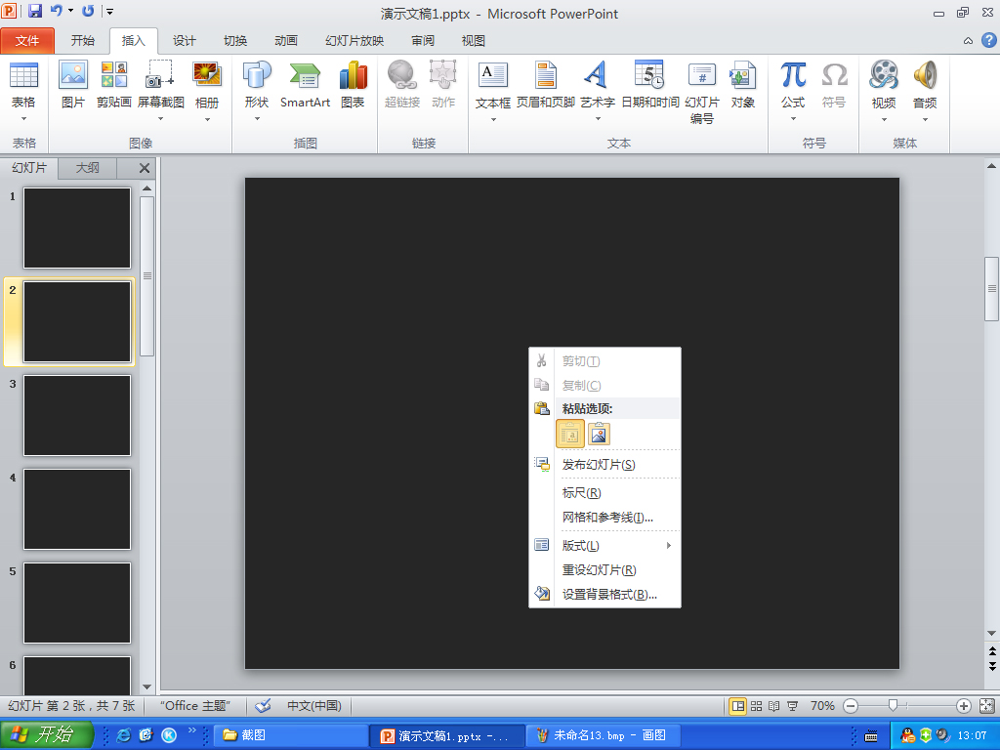 演示文稿1.pptx - Microsoft PowerPoint
文件 开始 插入 设计 切换 动画 幻灯片放映 审阅 视图
表格 图片 剪贴画 屏幕截图 相册 形状 SmartArt 图表 超链接 动作 文本框 页眉和页脚 艺术字 日期和时间 幻灯片 对象 公式 符号 视频 音频
编号
表格 图像 插图 链接 文本 符号 媒体
幻灯片 大纲
1
2
3
4
5
6
剪切(T)
复制(C)
粘贴选项:
发布幻灯片(S)
标尺(R)
网格和参考线(I)...
版式(L)
重设幻灯片(R)
设置背景格式(B)...
幻灯片 第 2 张，共 7 张 "Office 主题" 中文(中国) 70%
开始 截图 演示文稿1.pptx -... 未命名13.bmp - 画图 13:07